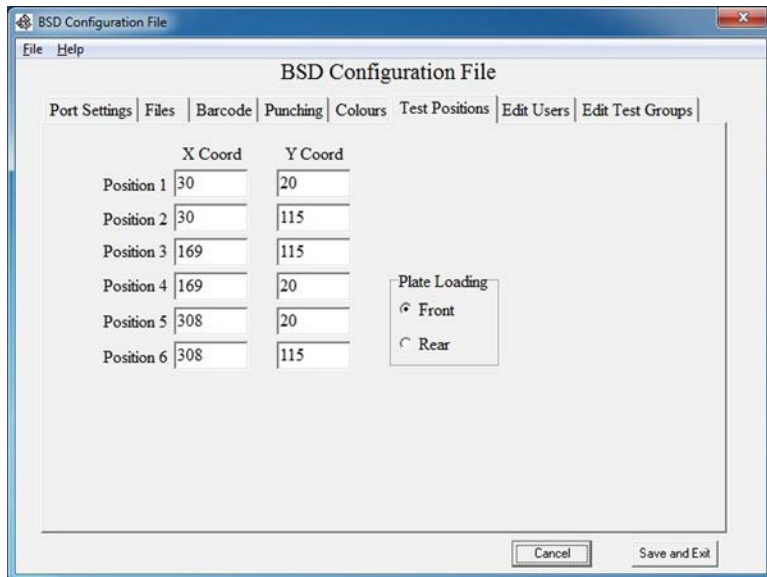 BSD Configuration File
File Help
BSD Configuration File
Port Settings Files Barcode Punching Colours Test Positions Edit Users Edit Test Groups
X Coord Y Coord
Position 1 30 20
Position 2 30 115
Position 3 169 115
Position 4 169 20
Plate Loading
Front
Position 5 308 20
Rear
Position 6 308 115
Cancel Save and Exit